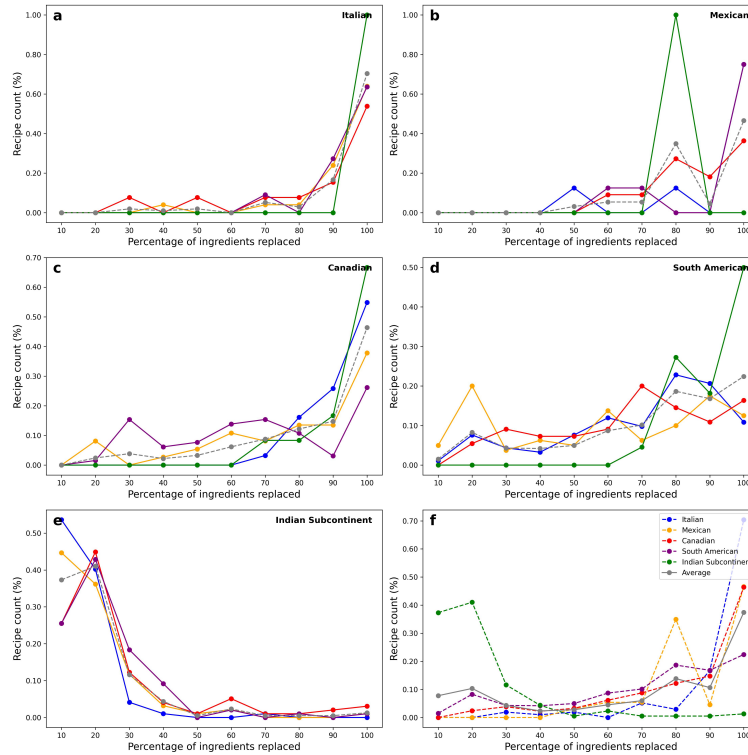 a
Italian
1.00
0.80
0.60
0.40
0.20
0.00
Recipe count (%)
10 20 30 40 50 60 70 80 90 100
Percentage of ingredients replaced
b
Mexican
1.00
0.80
0.60
0.40
0.20
0.00
Recipe count (%)
10 20 30 40 50 60 70 80 90 100
Percentage of ingredients replaced
c
Canadian
0.70
0.60
0.50
0.40
0.30
0.20
0.10
0.00
Recipe count (%)
10 20 30 40 50 60 70 80 90 100
Percentage of ingredients replaced
d
South American
0.50
0.40
0.30
0.20
0.10
0.00
Recipe count (%)
10 20 30 40 50 60 70 80 90 100
Percentage of ingredients replaced
e
Indian Subcontinent
0.50
0.40
0.30
0.20
0.10
0.00
Recipe count (%)
10 20 30 40 50 60 70 80 90 100
Percentage of ingredients replaced
f
Italian
Mexican
Canadian
South American
Indian Subcontinent
Average
0.70
0.60
0.50
0.40
0.30
0.20
0.10
0.00
Recipe count (%)
10 20 30 40 50 60 70 80 90 100
Percentage of ingredients replaced